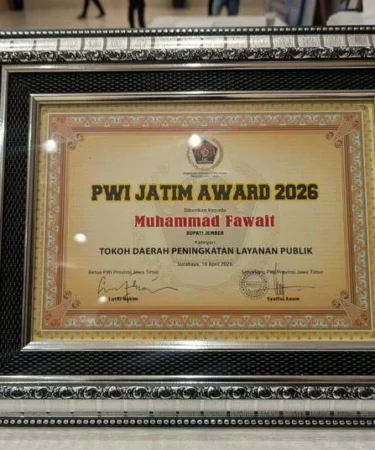 PWI JATIM AWARD 2026
Diberikan kepada
Muhammad Fawait
BUPATI JEMBER
Kategori
TOKOH DAERAH PENINGKATAN LAYANAN PUBLIK
Surabaya, 16 April 2026
Ketua PWI Provinsi Jawa Timur
Sekretaris PWI Provinsi Jawa Timur
Lutfil Hakim
Syaiful Anam